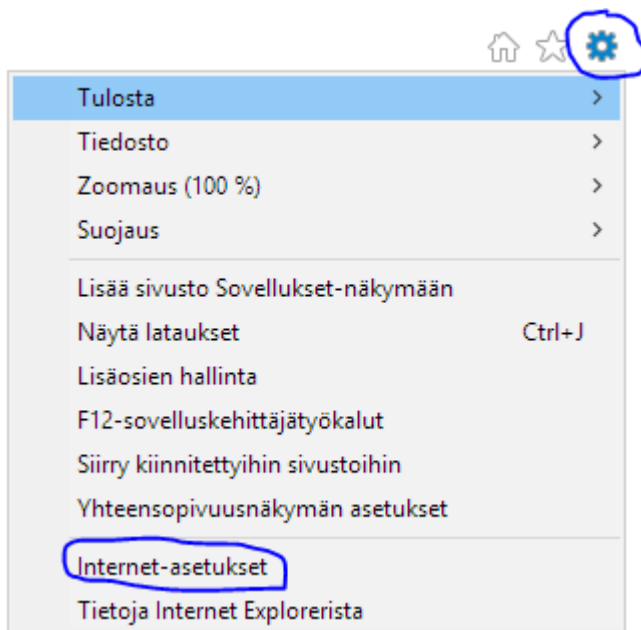 Tulosta
Tiedosto
Zoomaus (100 %)
Suojaus
Lisää sivusto Sovellukset-näkymään
Näytä lataukset Ctrl+J
Lisäosien hallinta
F12-sovelluskehittäjätyökalut
Siirry kiinnitettyihin sivustoihin
Yhteensopivuusnäkymän asetukset
Internet-asetukset
Tietoja Internet Explorerista